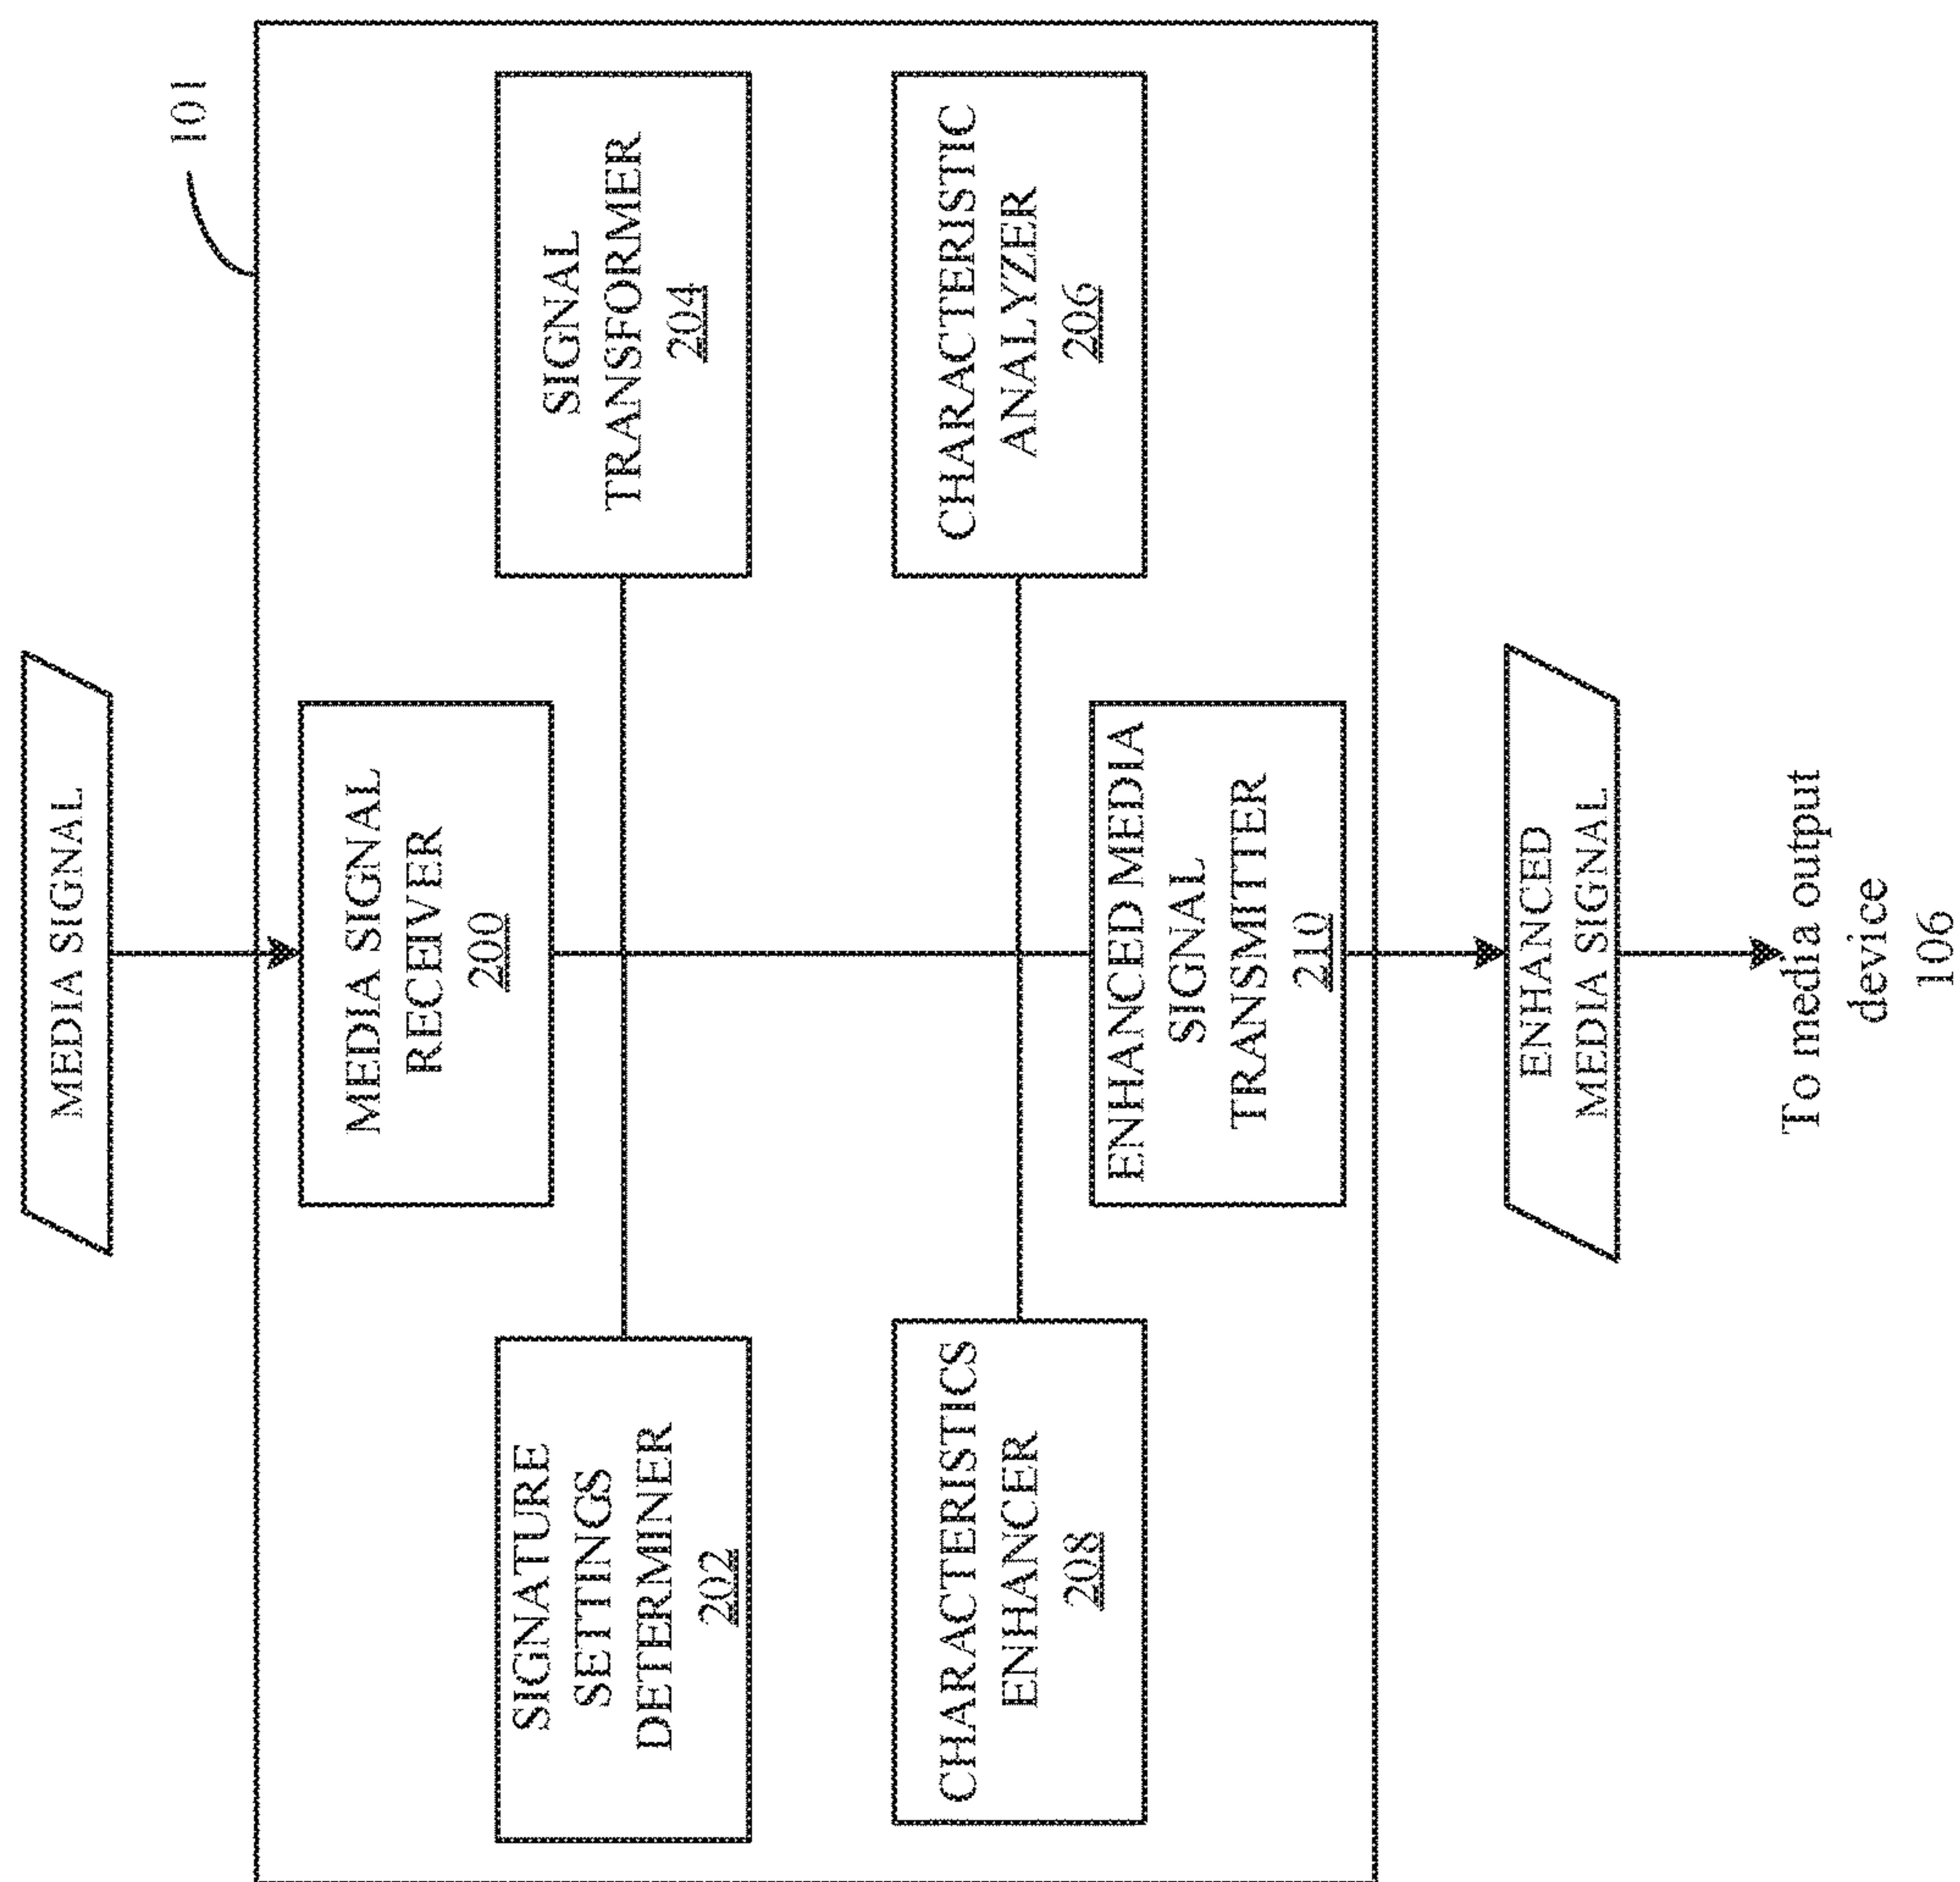 101
MEDIA SIGNAL
MEDIA SIGNAL
RECEIVER
200
SIGNATURE
SETTINGS
DETERMINER
202
SIGNAL
TRANSFORMER
204
CHARACTERISTICS
ENHANCER
208
CHARACTERISTIC
ANALYZER
206
ENHANCED MEDIA
SIGNAL
TRANSMITTER
210
ENHANCED
MEDIA SIGNAL
To media output
device
106